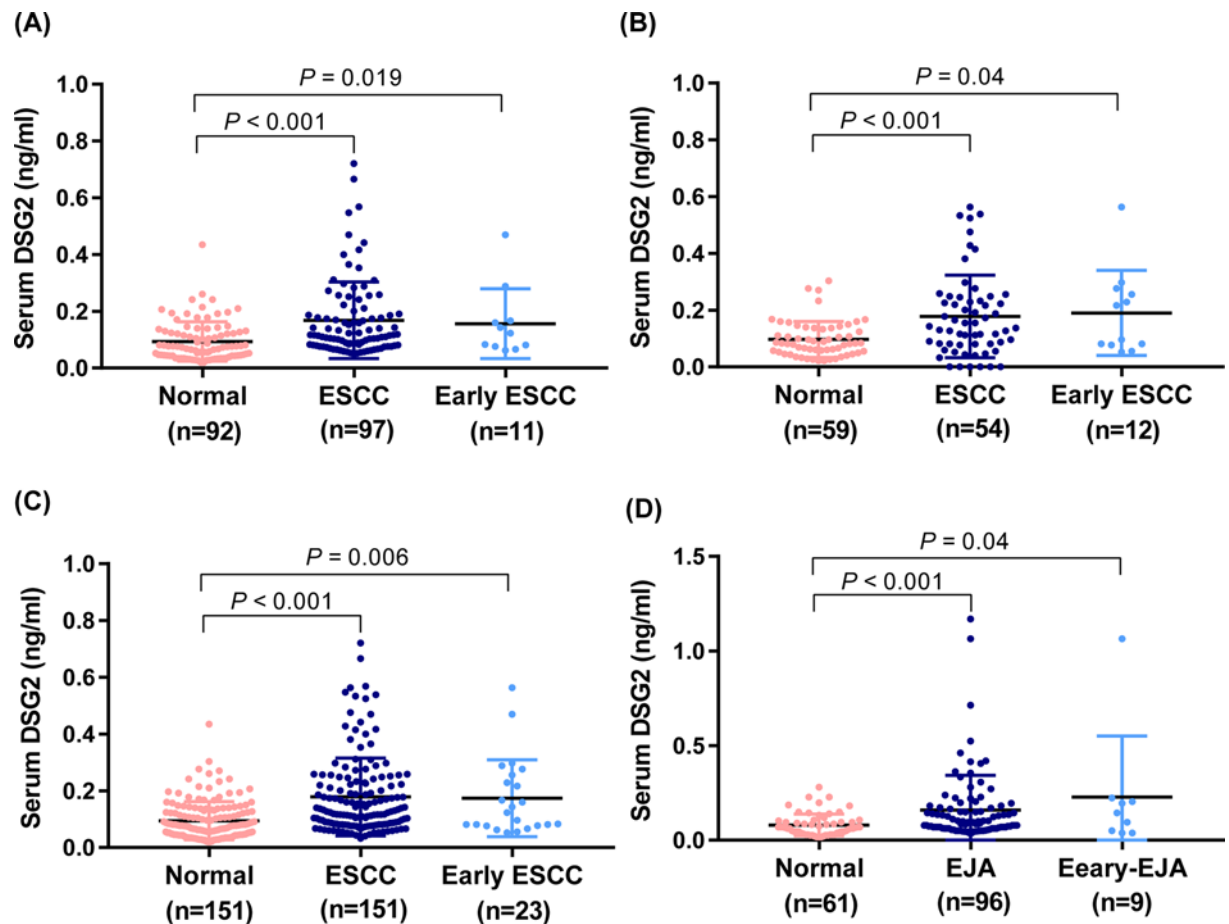 (A)
P = 0.019
P < 0.001
Serum DSG2 (ng/ml)
1.0
0.8
0.6
0.4
0.2
0.0
Normal
(n=92)
ESCC
(n=97)
Early ESCC
(n=11)
(B)
P = 0.04
P < 0.001
Serum DSG2 (ng/ml)
1.0
0.8
0.6
0.4
0.2
0.0
Normal
(n=59)
ESCC
(n=54)
Early ESCC
(n=12)
(C)
P = 0.006
P < 0.001
Serum DSG2 (ng/ml)
1.0
0.8
0.6
0.4
0.2
0.0
Normal
(n=151)
ESCC
(n=151)
Early ESCC
(n=23)
(D)
P = 0.04
P < 0.001
Serum DSG2 (ng/ml)
1.5
1.0
0.5
0.0
Normal
(n=61)
EJA
(n=96)
Eeary-EJA
(n=9)